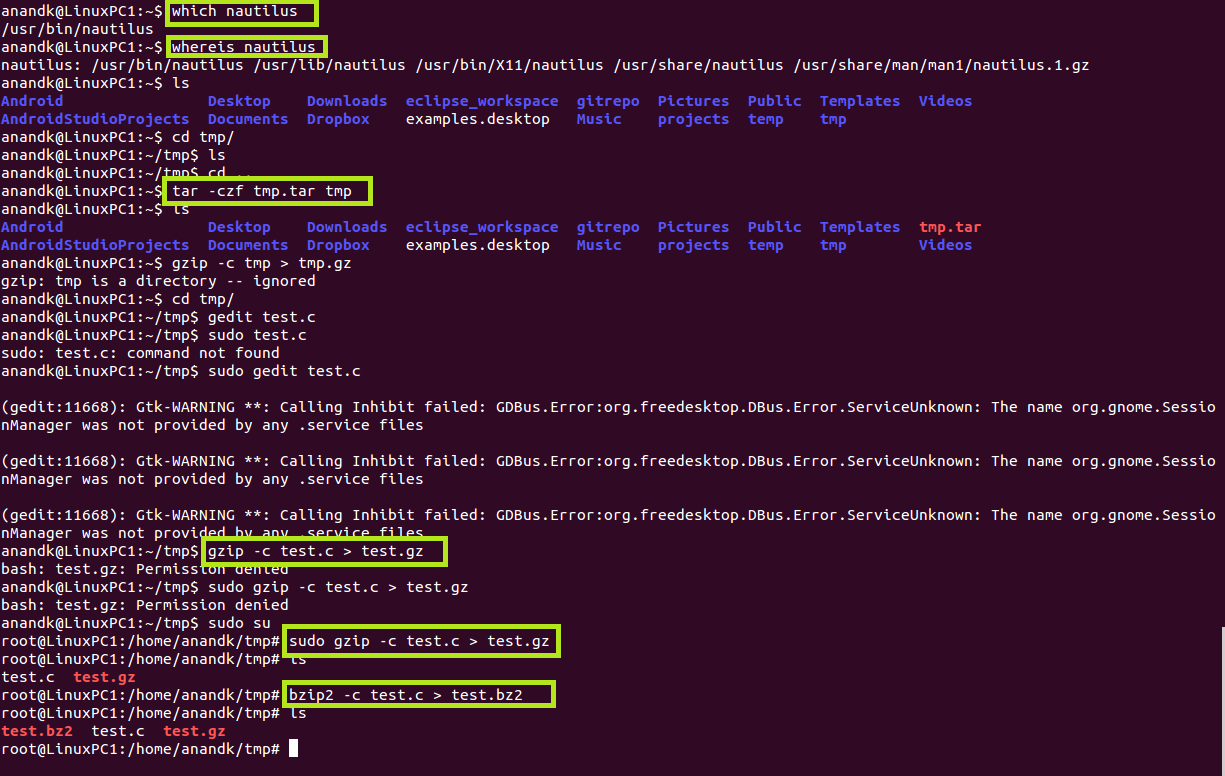 anandk@LinuxPC1:~$ which nautilus
/usr/bin/nautilus
anandk@LinuxPC1:~$ whereis nautilus
nautilus: /usr/bin/nautilus /usr/lib/nautilus /usr/bin/X11/nautilus /usr/share/nautilus /usr/share/man/man1/nautilus.1.gz
anandk@LinuxPC1:~$ ls
Android Desktop Downloads eclipse_workspace gitrepo Pictures Public Templates Videos
AndroidStudioProjects Documents Dropbox examples.desktop Music projects temp tmp
anandk@LinuxPC1:~$ cd tmp/
anandk@LinuxPC1:~/tmp$ ls
anandk@LinuxPC1:~/tmp$ cd ..
anandk@LinuxPC1:~$ tar -czf tmp.tar tmp
anandk@LinuxPC1:~$ ls
Android Desktop Downloads eclipse_workspace gitrepo Pictures Public Templates tmp.tar
AndroidStudioProjects Documents Dropbox examples.desktop Music projects temp tmp Videos
anandk@LinuxPC1:~$ gzip -c tmp > tmp.gz
gzip: tmp is a directory -- ignored
anandk@LinuxPC1:~$ cd tmp/
anandk@LinuxPC1:~/tmp$ gedit test.c
anandk@LinuxPC1:~/tmp$ sudo test.c
sudo: test.c: command not found
anandk@LinuxPC1:~/tmp$ sudo gedit test.c
(gedit:11668): Gtk-WARNING **: Calling Inhibit failed: GDBus.Error:org.freedesktop.DBus.Error.ServiceUnknown: The name org.gnome.Sessio
nManager was not provided by any .service files
(gedit:11668): Gtk-WARNING **: Calling Inhibit failed: GDBus.Error:org.freedesktop.DBus.Error.ServiceUnknown: The name org.gnome.Sessio
nManager was not provided by any .service files
(gedit:11668): Gtk-WARNING **: Calling Inhibit failed: GDBus.Error:org.freedesktop.DBus.Error.ServiceUnknown: The name org.gnome.Sessio
nManager was not provided by any .service files
anandk@LinuxPC1:~/tmp$ gzip -c test.c > test.gz
bash: test.gz: Permission denied
anandk@LinuxPC1:~/tmp$ sudo gzip -c test.c > test.gz
bash: test.gz: Permission denied
anandk@LinuxPC1:~/tmp$ sudo su
root@LinuxPC1:/home/anandk/tmp# sudo gzip -c test.c > test.gz
root@LinuxPC1:/home/anandk/tmp# ls
test.c test.gz
root@LinuxPC1:/home/anandk/tmp# bzip2 -c test.c > test.bz2
root@LinuxPC1:/home/anandk/tmp# ls
test.bz2 test.c test.gz
root@LinuxPC1:/home/anandk/tmp#